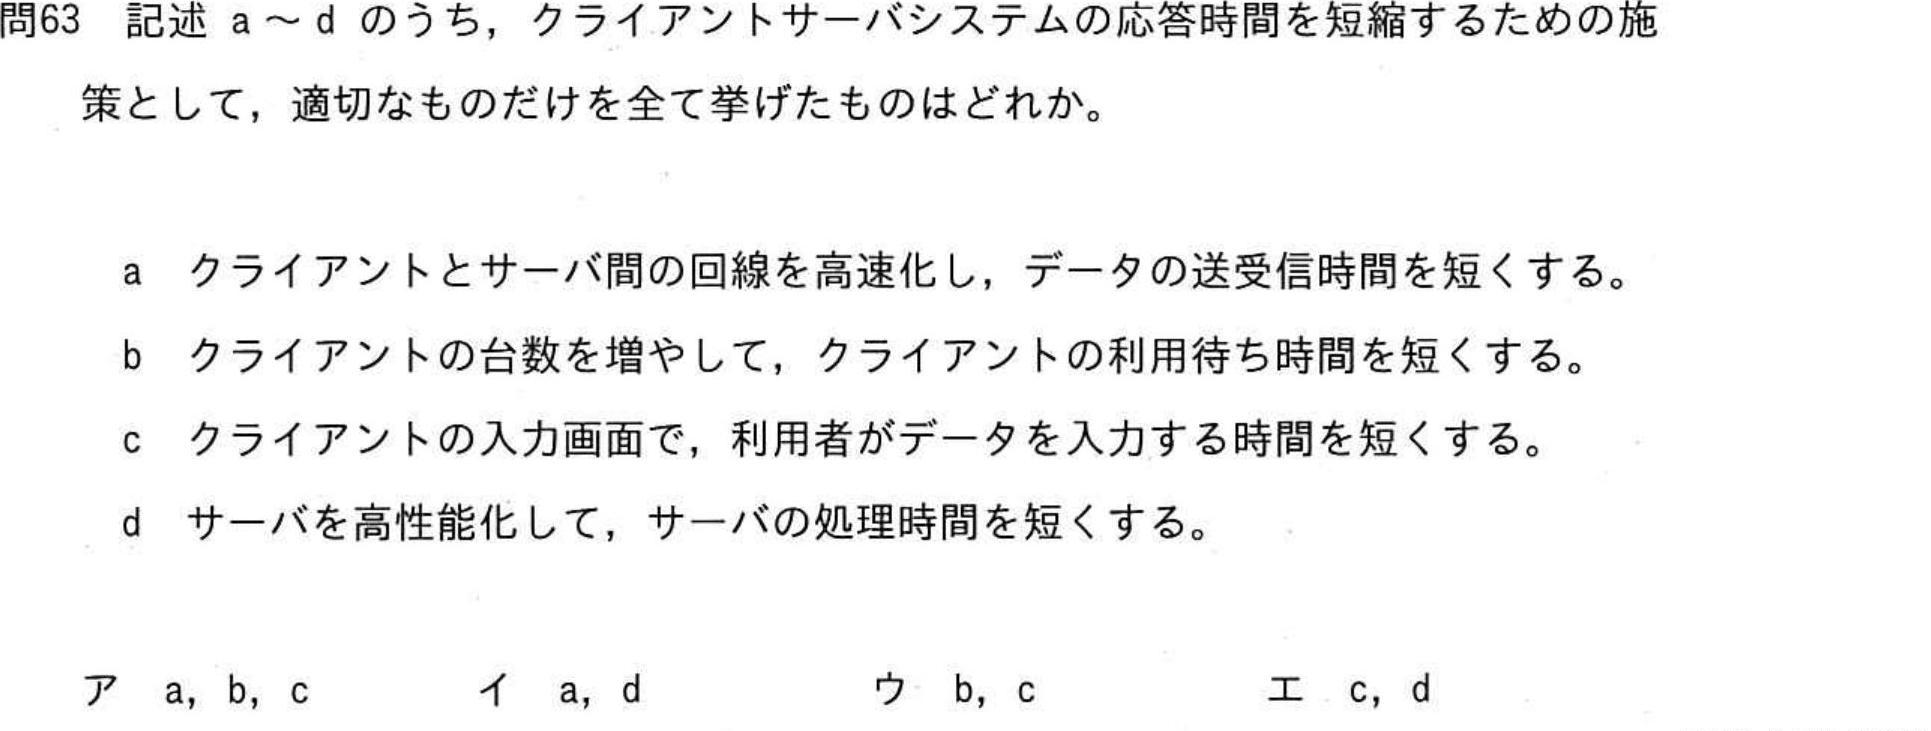 問63 記述 a ～ d のうち，クライアントサーバシステムの応答時間を短縮するための施
策として，適切なものだけを全て挙げたものはどれか。
a クライアントとサーバ間の回線を高速化し，データの送受信時間を短くする。
b クライアントの台数を増やして，クライアントの利用待ち時間を短くする。
c クライアントの入力画面で，利用者がデータを入力する時間を短くする。
d サーバを高性能化して，サーバの処理時間を短くする。
ア a，b，c イ a，d ウ b，c エ c，d